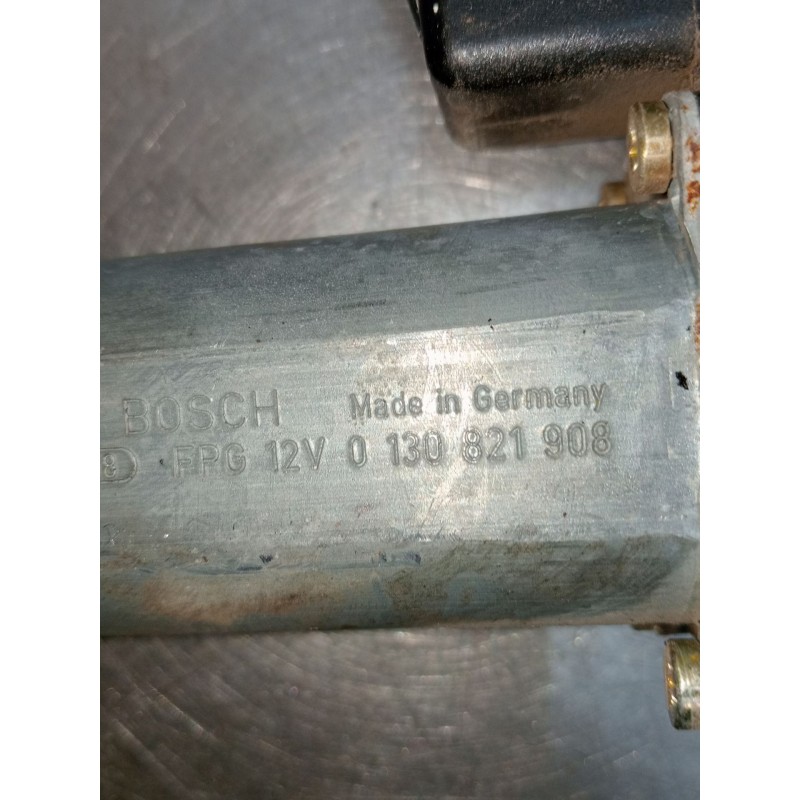 BOSCH Made in Germany
FPG 12V 0 130 821 908